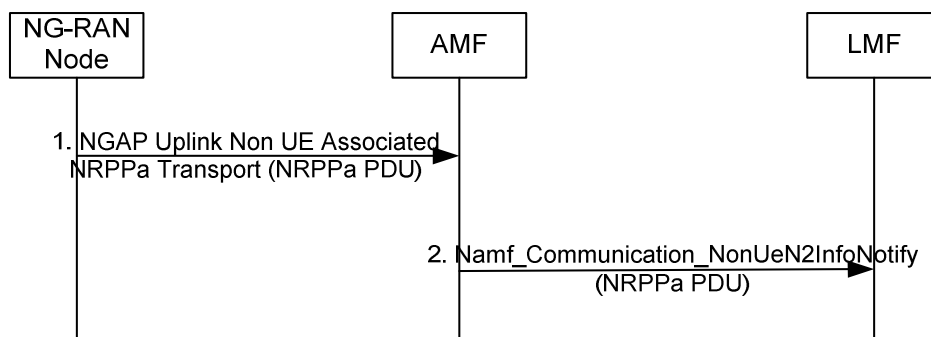 NG-RAN
Node
AMF
LMF
1. NGAP Uplink Non UE Associated
NRPPa Transport (NRPPa PDU)
2. Namf_Communication_NonUeN2InfoNotify
(NRPPa PDU)